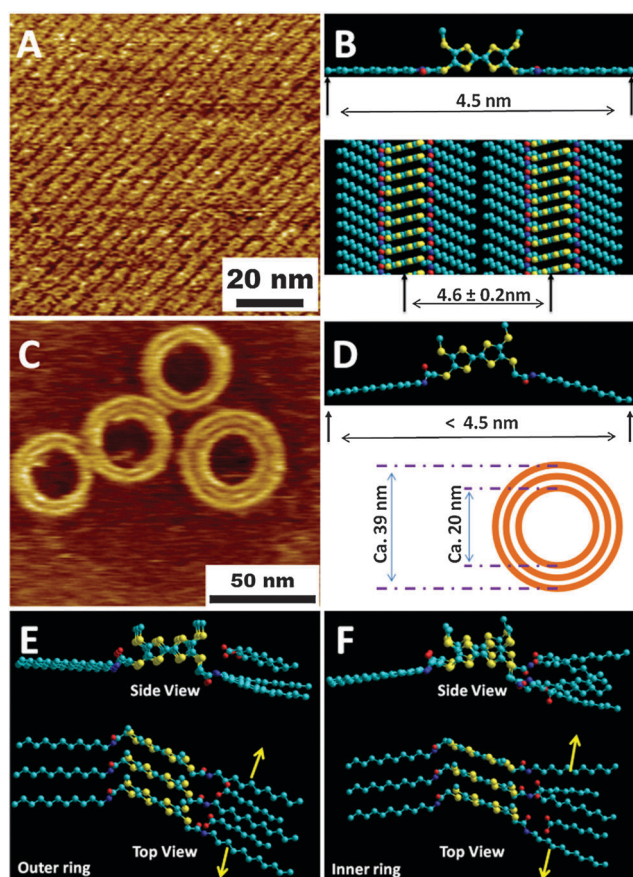 A
20 nm
B
4.5 nm
4.6 ± 0.2nm
C
50 nm
D
< 4.5 nm
Ca. 39 nm
Ca. 20 nm
E
Side View
Top View
Outer ring
F
Side View
Top View
Inner ring